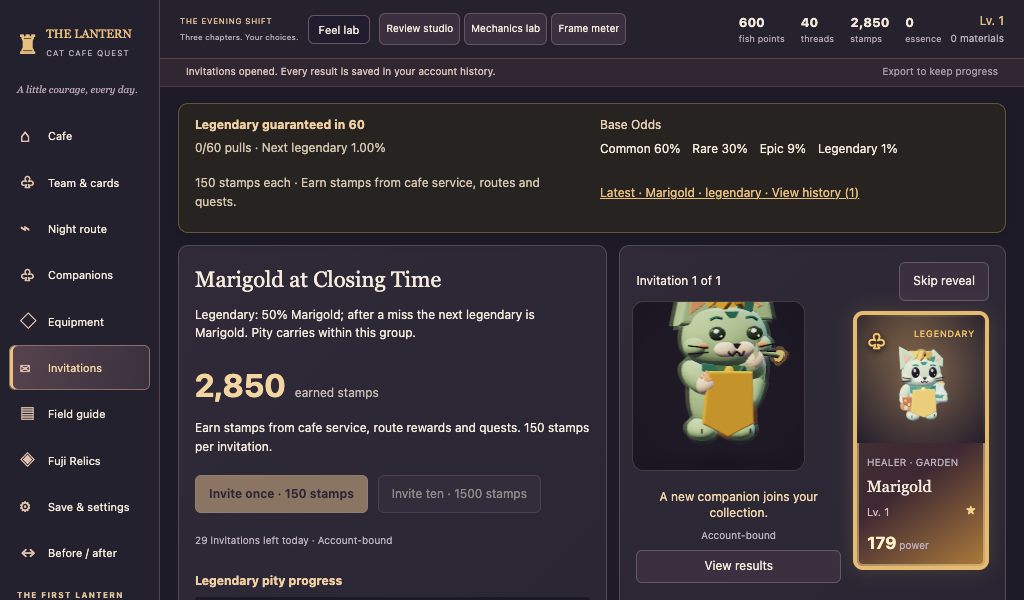 THE LANTERN
CAT CAFE QUEST
A little courage, every day.
Cafe
Team & cards
Night route
Companions
Equipment
Invitations
Field guide
Fuji Relics
Save & settings
Before / after
THE FIRST LANTERN
THE EVENING SHIFT
Three chapters. Your choices.
Feel lab
Review studio
Mechanics lab
Frame meter
600
fish points
40
threads
2,850
stamps
0
essence
Lv. 1
0 materials
Invitations opened. Every result is saved in your account history.
Export to keep progress
Legendary guaranteed in 60
0/60 pulls · Next legendary 1.00%
150 stamps each · Earn stamps from cafe service, routes and
quests.
Base Odds
Common 60% Rare 30% Epic 9% Legendary 1%
Latest · Marigold · legendary · View history (1)
Marigold at Closing Time
Legendary: 50% Marigold; after a miss the next legendary is
Marigold. Pity carries within this group.
2,850 earned stamps
Earn stamps from cafe service, route rewards and quests. 150 stamps
per invitation.
Invite once · 150 stamps
Invite ten · 1500 stamps
29 invitations left today · Account-bound
Legendary pity progress
Invitation 1 of 1
Skip reveal
A new companion joins your
collection.
Account-bound
View results
LEGENDARY
HEALER · GARDEN
Marigold
Lv. 1
179 power